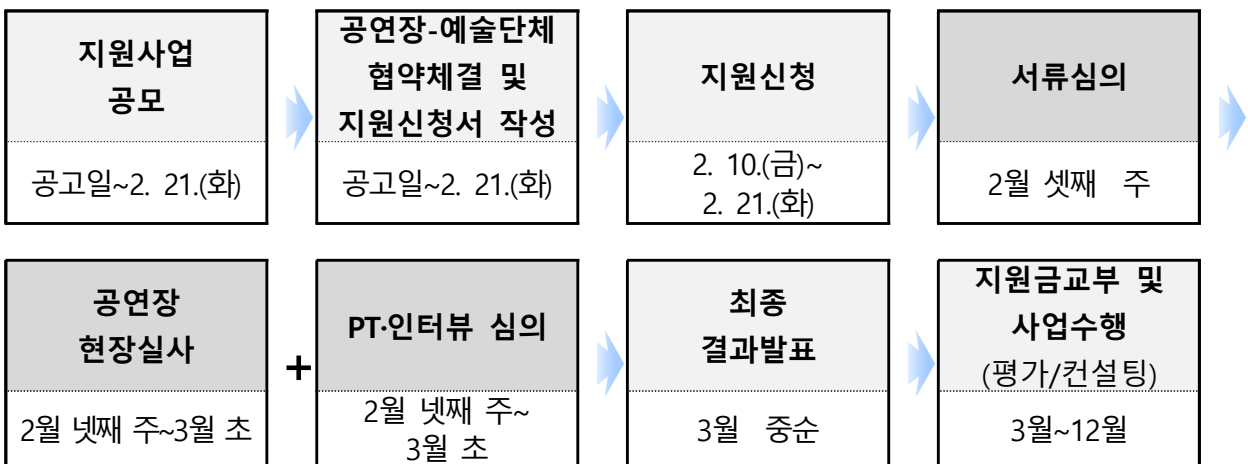 지원사업
공모
공고일~2. 21.(화)
공연장-예술단체
협약체결 및
지원신청서 작성
공고일~2. 21.(화)
지원신청
2. 10.(금)~
2. 21.(화)
서류심의
2월 셋째 주
공연장
현장실사
2월 넷째 주~3월 초
+
PT·인터뷰 심의
2월 넷째 주~
3월 초
최종
결과발표
3월 중순
지원금교부 및
사업수행
(평가/컨설팅)
3월~12월